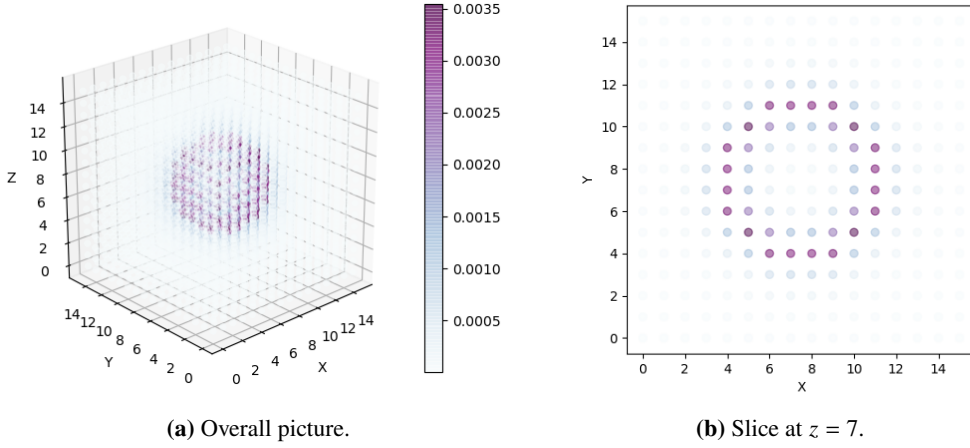 0.0035
0.0030
0.0025
0.0020
0.0015
0.0010
0.0005
Z
14
12
10
8
6
4
2
0
14 12 10 8 6 4 2 0
Y
0 2 4 6 8 10 12 14
X
14
12
10
8
6
4
2
0
Y
0 2 4 6 8 10 12 14
X
(a) Overall picture.
(b) Slice at z = 7.